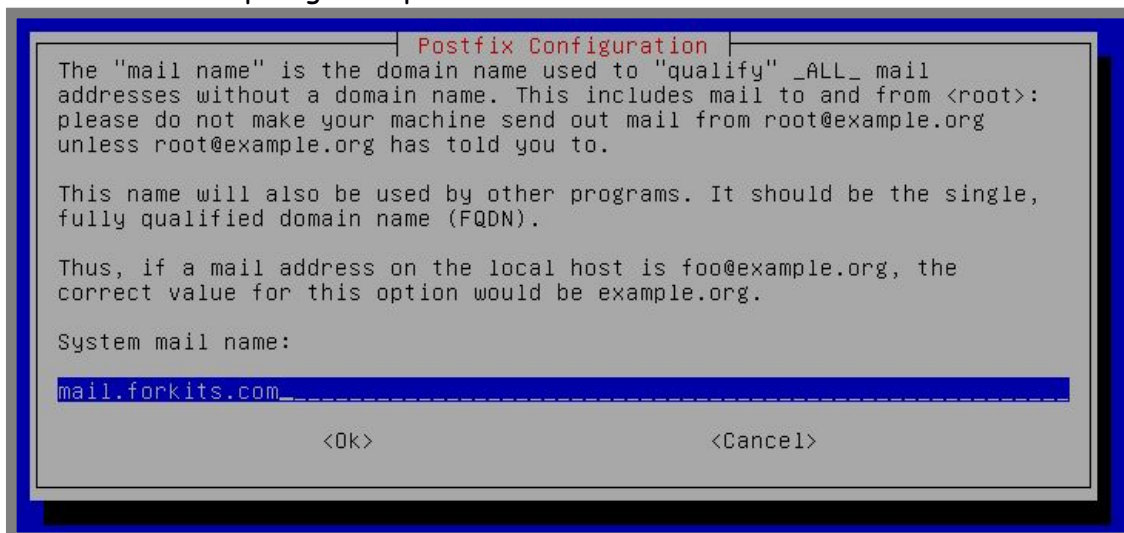 Postfix Configuration
The "mail name" is the domain name used to "qualify" _ALL_ mail
addresses without a domain name. This includes mail to and from <root>:
please do not make your machine send out mail from root@example.org
unless root@example.org has told you to.
This name will also be used by other programs. It should be the single,
fully qualified domain name (FQDN).
Thus, if a mail address on the local host is foo@example.org, the
correct value for this option would be example.org.
System mail name:
mail.forkits.com
<Ok> <Cancel>